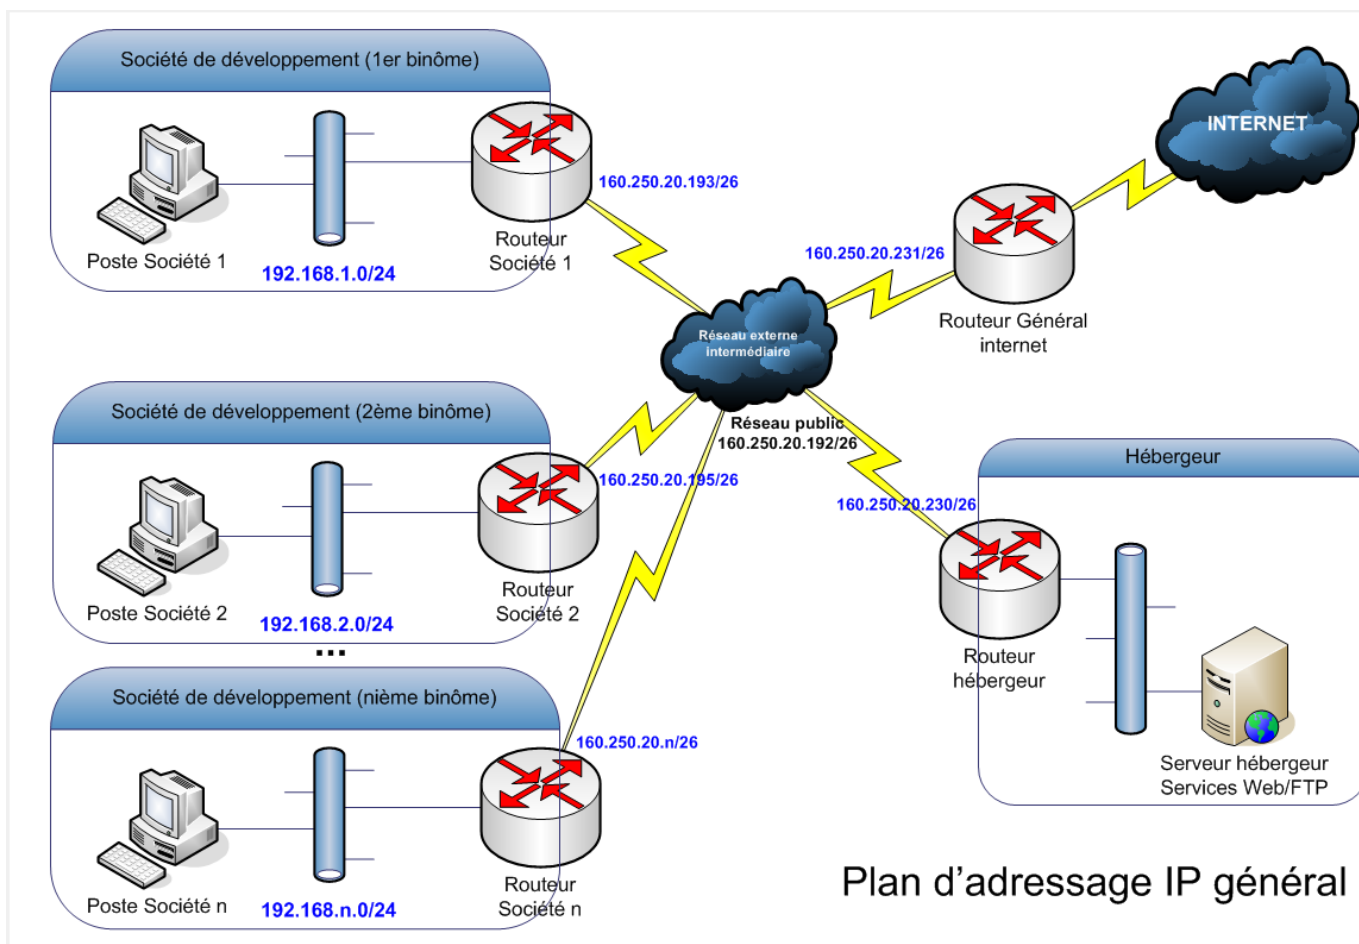 Société de développement (1er binôme)
Poste Société 1
192.168.1.0/24
Routeur
Société 1
160.250.20.193/26
INTERNET
160.250.20.231/26
Routeur Général
internet
Réseau externe
intermédiaire
Réseau public
160.250.20.192/26
Société de développement (2ème binôme)
Poste Société 2
192.168.2.0/24
Routeur
Société 2
160.250.20.195/26
...
Hébergeur
160.250.20.230/26
Routeur
hébergeur
Serveur hébergeur
Services Web/FTP
Société de développement (nième binôme)
Poste Société n
192.168.n.0/24
Routeur
Société n
160.250.20.n/26
Plan d'adressage IP général